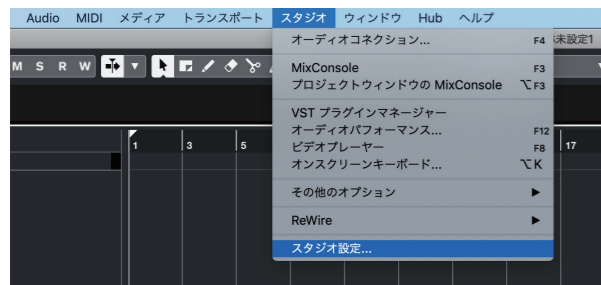 Audio MIDI メディア トランスポート スタジオ ウィンドウ Hub ヘルプ
オーディオコネクション... F4
未設定1
M S R W
MixConsole F3
プロジェクトウィンドウの MixConsole ⌥F3
VST プラグインマネージャー
オーディオパフォーマンス... F12
ビデオプレーヤー F8
オンスクリーンキーボード... ⌥K
1 3 5 17
その他のオプション ▶
ReWire ▶
スタジオ設定...